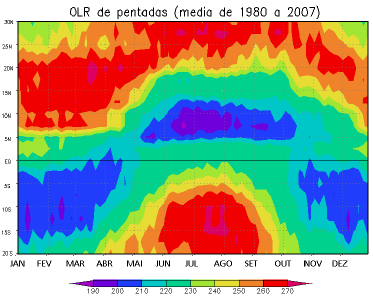 OLR de pentadas (media de 1980 a 2007)
30N
25N
20N
15N
10N
5N
EQ
5S
10S
15S
20S
JAN FEV MAR ABR MAI JUN JUL AGO SET OUT NOV DEZ
190 200 210 220 230 240 250 260 270